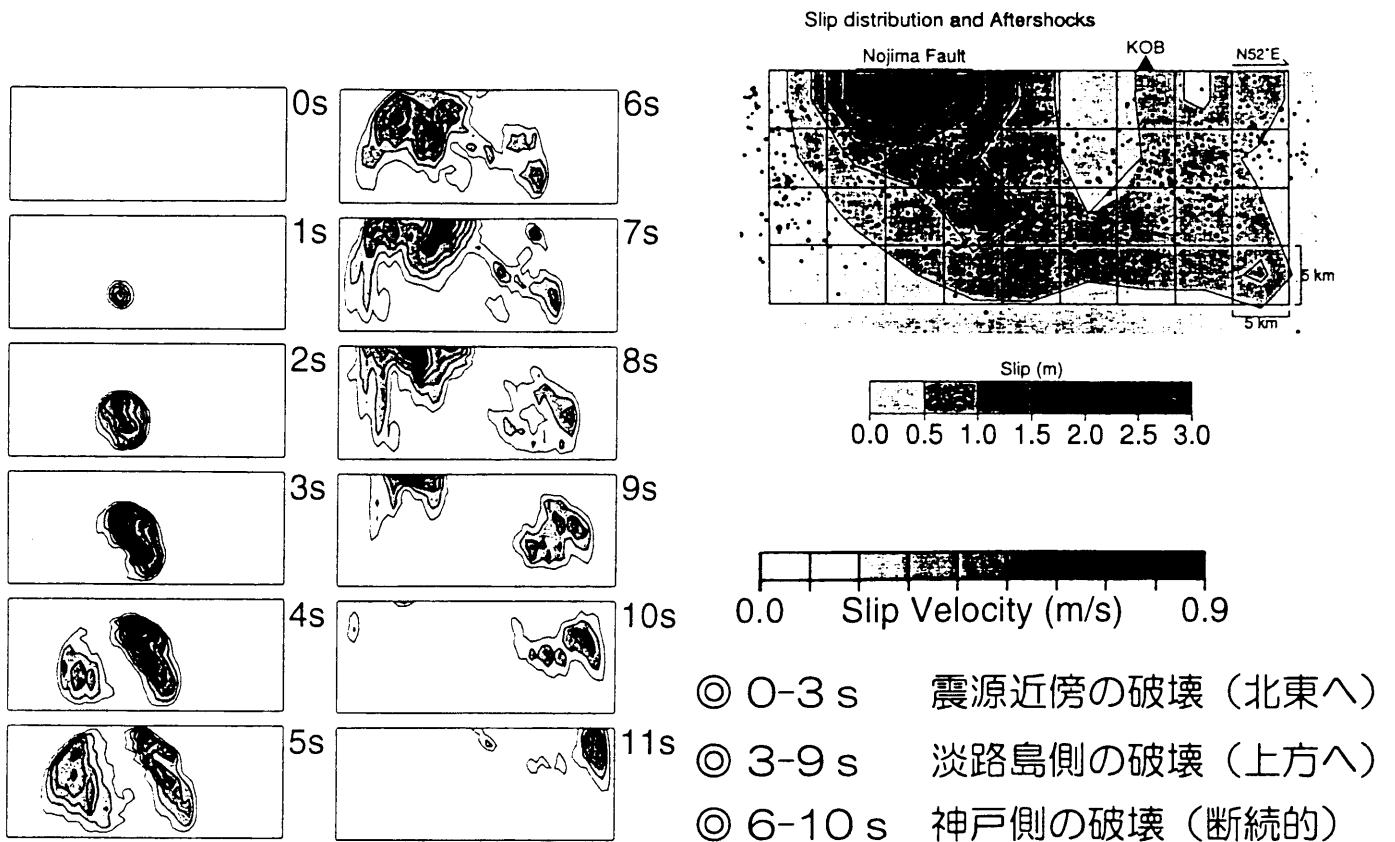 0s
1s
2s
3s
4s
5s
6s
7s
8s
9s
10s
11s
Slip distribution and Aftershocks
Nojima Fault
KOB
N52°E
5 km
5 km
Slip (m)
0.0 0.5 1.0 1.5 2.0 2.5 3.0
0.0 Slip Velocity (m/s) 0.9
◎ 0-3 s 震源近傍の破壊（北東へ）
◎ 3-9 s 淡路島側の破壊（上方へ）
◎ 6-10 s 神戸側の破壊（断続的）